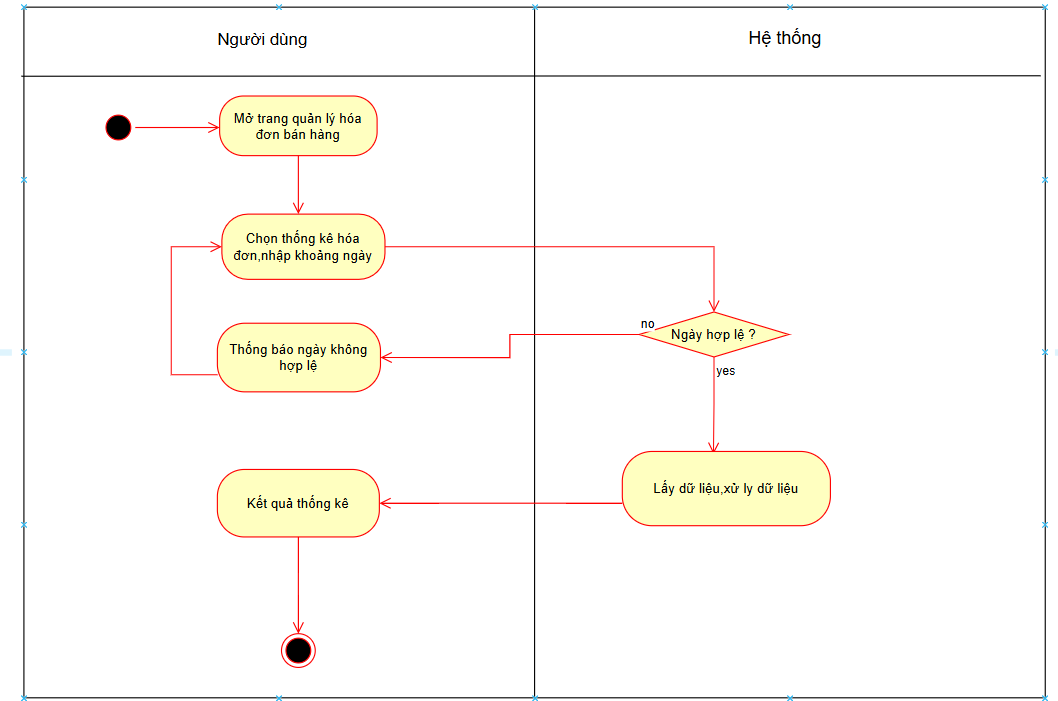 Người dùng
Hệ thống
Mở trang quản lý hóa
đơn bán hàng
Chọn thống kê hóa
đơn,nhập khoảng ngày
no
Ngày hợp lệ ?
Thống báo ngày không
hợp lệ
yes
Lấy dữ liệu,xử ly dữ liệu
Kết quả thống kê